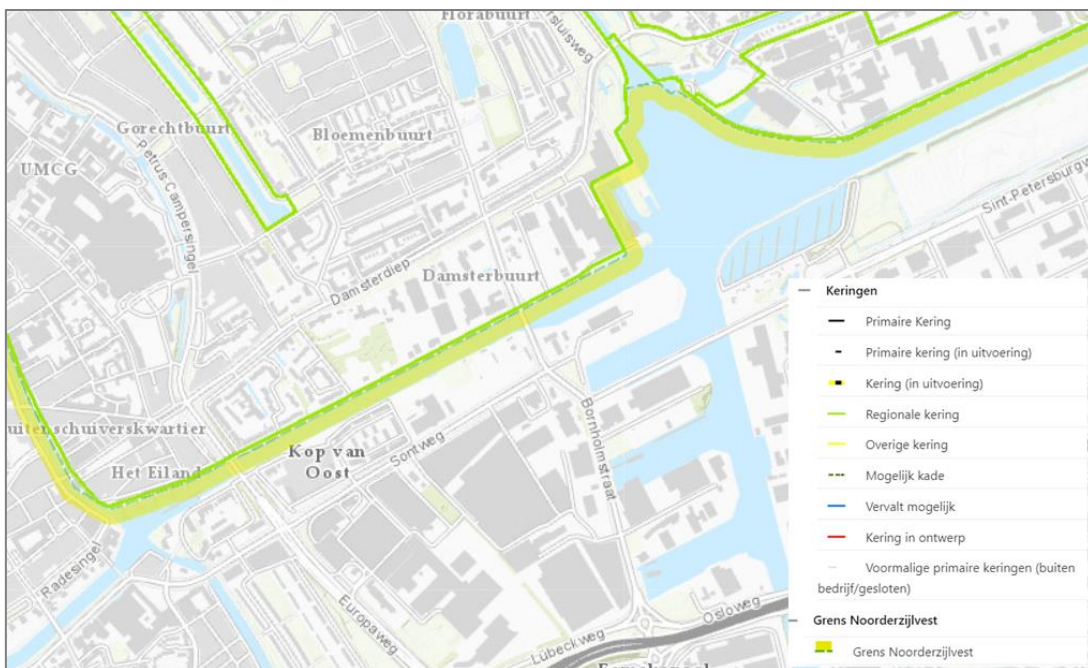 Florabuurt
ersluisweg
Gorechtbuurt
Bloemenbuurt
UMCG
Petrus Campersingel
Sint-Petersburgw
Damsterdiep
Damsterbuurt
uitenschuiverskwartier
Het Eiland
Kop van
Oost
Sontweg
Bornholmstraat
Radesingel
Europaweg
Lübeckweg
Osloweg
Keringen
Primaire Kering
Primaire kering (in uitvoering)
Kering (in uitvoering)
Regionale kering
Overige kering
Mogelijk kade
Vervalt mogelijk
Kering in ontwerp
Voormalige primaire keringen (buiten
bedrijf/gesloten)
Grens Noorderzijlvest
Grens Noorderzijlvest